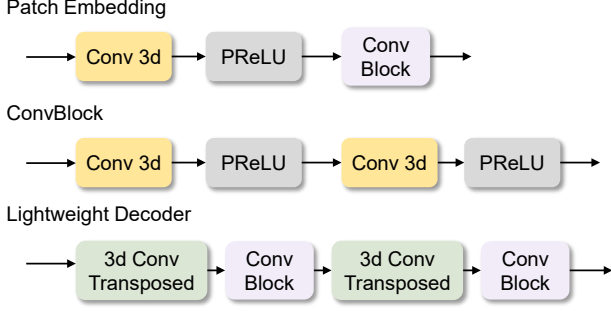 Patch Embedding
Conv 3d
PReLU
Conv
Block
ConvBlock
Conv 3d
PReLU
Conv 3d
PReLU
Lightweight Decoder
3d Conv
Transposed
Conv
Block
3d Conv
Transposed
Conv
Block